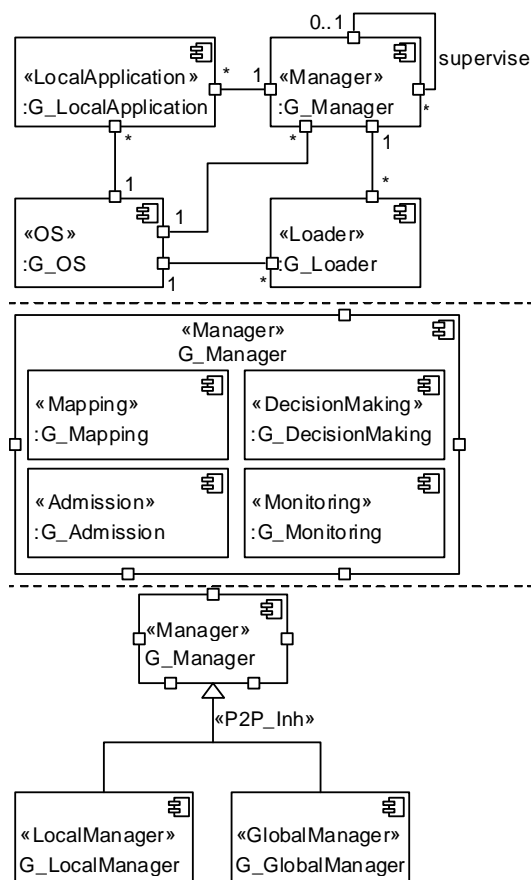 0..1
supervise
«LocalApplication»
:G_LocalApplication
*
1
«Manager»
:G_Manager
*
*
*
1
1
1
*
«OS»
:G_OS
1
*
«Loader»
:G_Loader
«Manager»
G_Manager
«Mapping»
:G_Mapping
«DecisionMaking»
:G_DecisionMaking
«Admission»
:G_Admission
«Monitoring»
:G_Monitoring
«Manager»
G_Manager
«P2P_Inh»
«LocalManager»
G_LocalManager
«GlobalManager»
G_GlobalManager